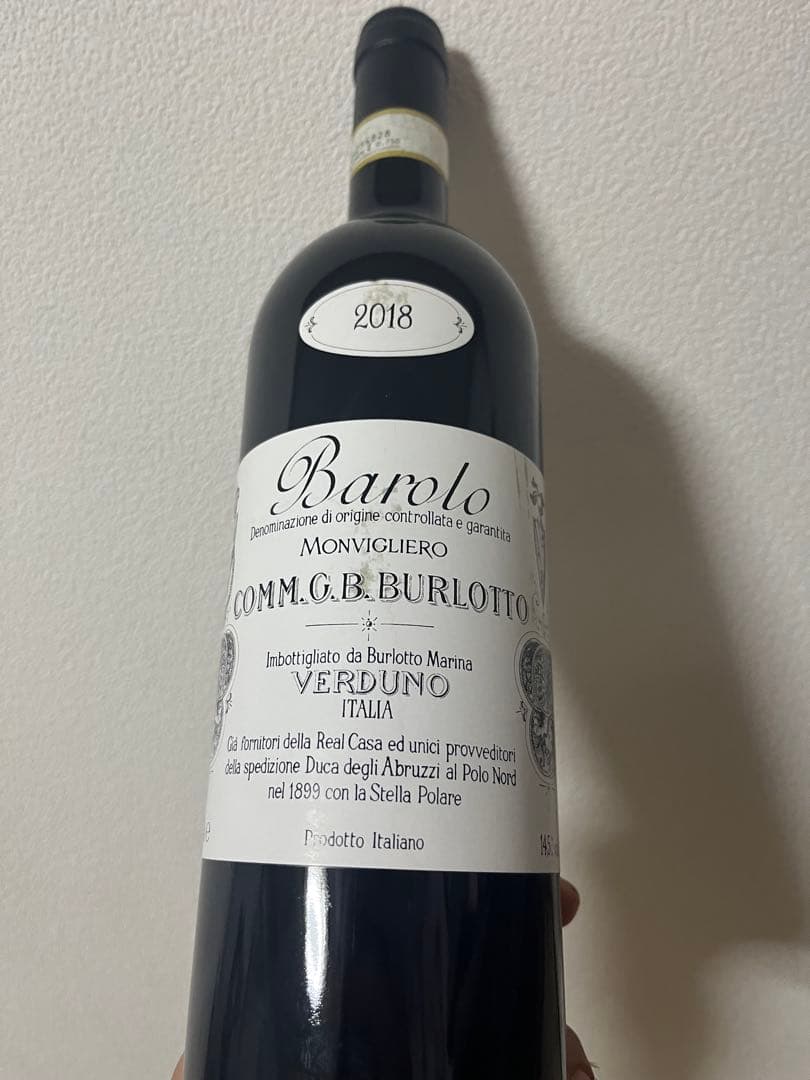 2018
Barolo
Denominazione di origine controllata e garantita
MONVIGLIERO
COMM. G. B. BURLOTTO
Imbottigliato da Burlotto Marina
VERDUNO
ITALIA
Già fornitori della Real Casa ed unici provveditori
della spedizione Duca degli Abruzzi al Polo Nord
nel 1899 con la Stella Polare
Prodotto Italiano